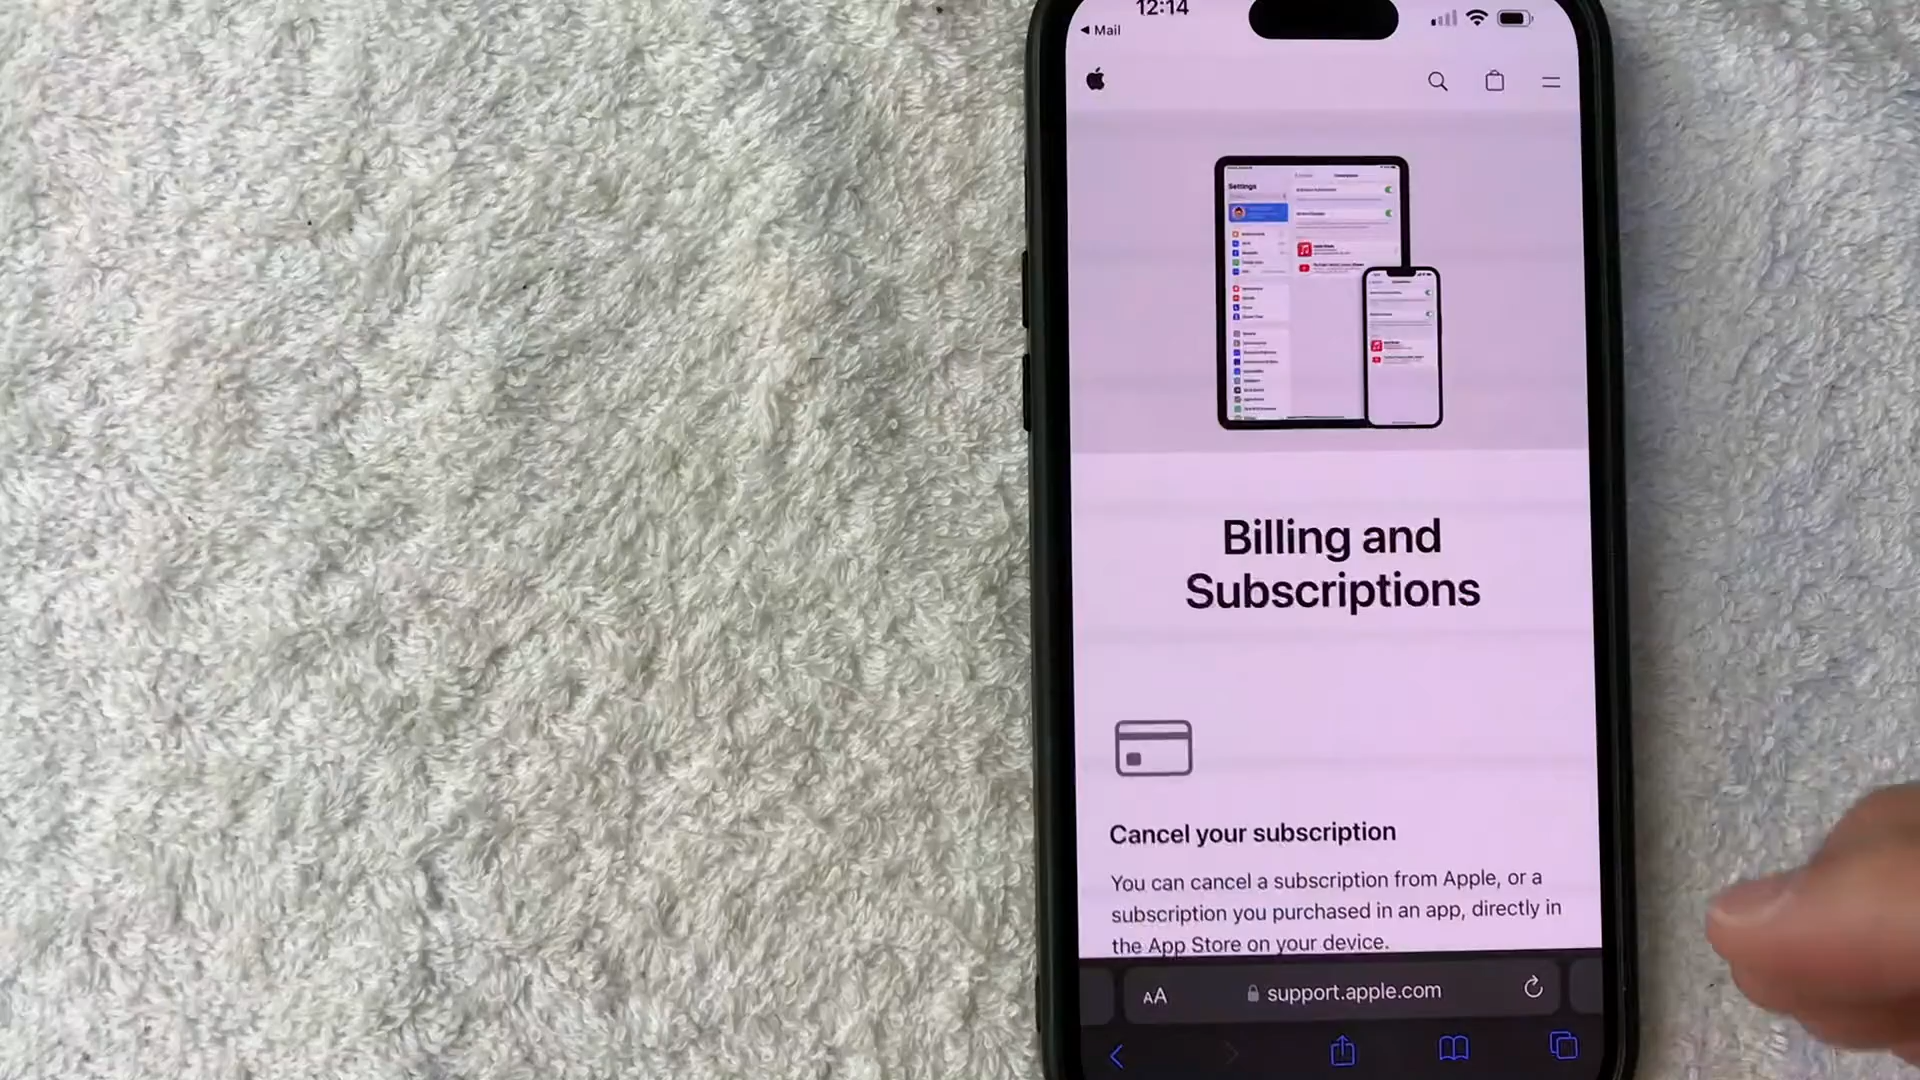 12:14
Mail
Settings
Billing and
Subscriptions
Cancel your subscription
You can cancel a subscription from Apple, or a
subscription you purchased in an app, directly in
the App Store on your device.
AA
support.apple.com